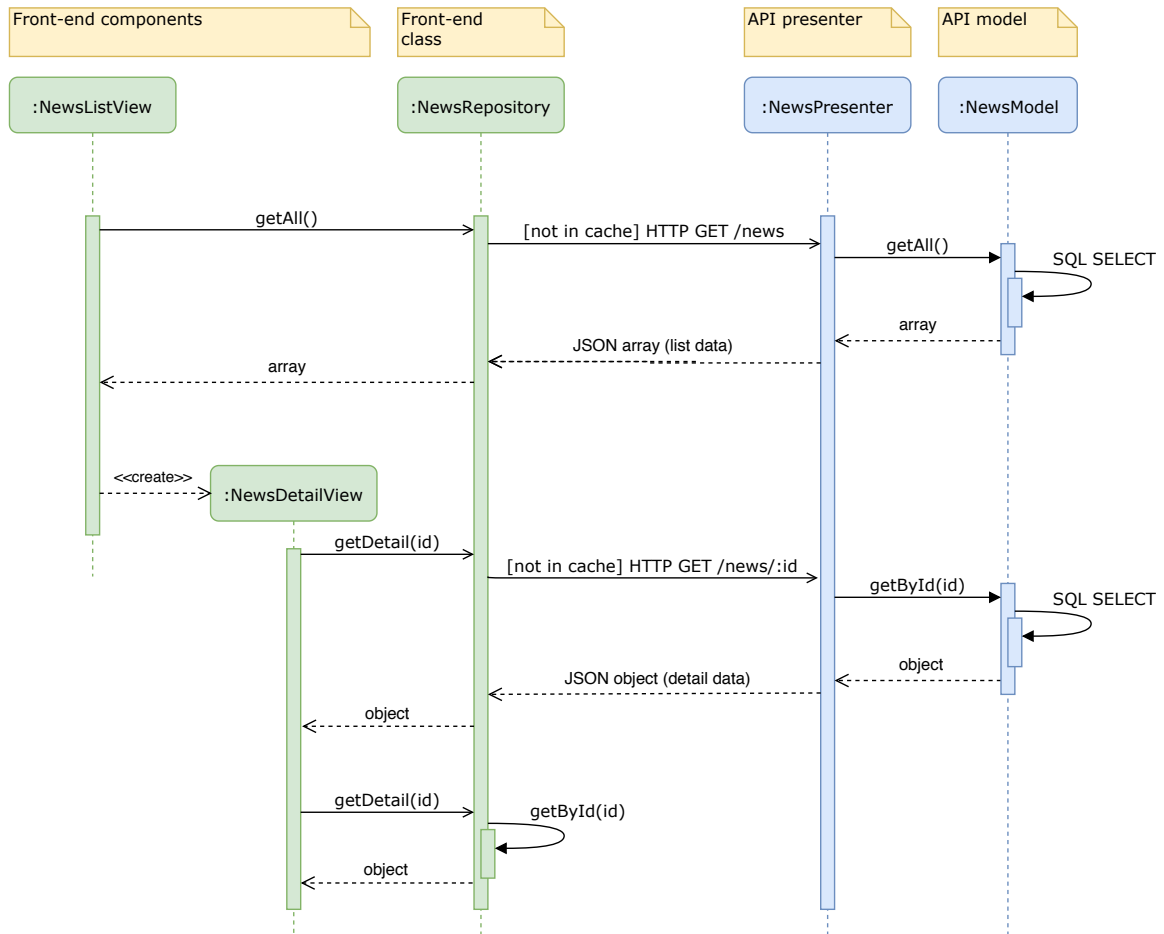 Front-end components
Front-end
class
API presenter
API model
:NewsListView
:NewsRepository
:NewsPresenter
:NewsModel
getAll()
[not in cache] HTTP GET /news
getAll()
SQL SELECT
array
JSON array (list data)
array
<<create>>
:NewsDetailView
getDetail(id)
[not in cache] HTTP GET /news/:id
getById(id)
SQL SELECT
object
JSON object (detail data)
object
getDetail(id)
getById(id)
object